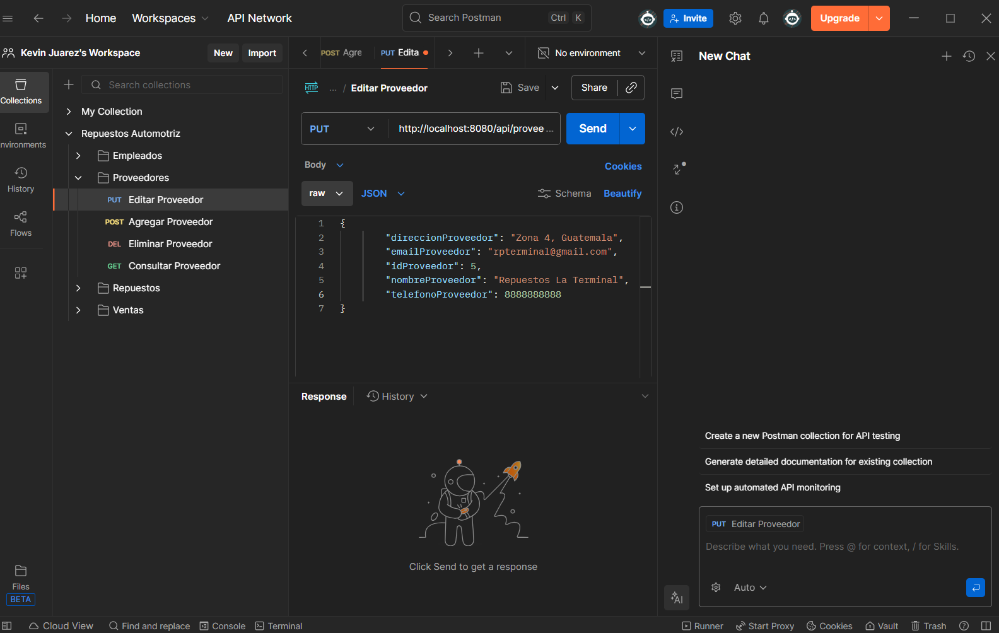 Home
Workspaces
API Network
Search Postman
Ctrl K
Invite
Upgrade
Kevin Juarez's Workspace
New
Import
POST Agre
PUT Edita
No environment
New Chat
Collections
Search collections
nvironments
History
Flows
Files
BETA
My Collection
Repuestos Automotriz
Empleados
Proveedores
PUT Editar Proveedor
POST Agregar Proveedor
DEL Eliminar Proveedor
GET Consultar Proveedor
Repuestos
Ventas
HTTP ... / Editar Proveedor
Save
Share
PUT
http://localhost:8080/api/provee...
Send
Body
Cookies
raw
JSON
Schema
Beautify
1 {
2 "direccionProveedor": "Zona 4, Guatemala",
3 "emailProveedor": "rpterminal@gmail.com",
4 "idProveedor": 5,
5 "nombreProveedor": "Repuestos La Terminal",
6 "telefonoProveedor": 8888888888
7 }
Response
History
Click Send to get a response
Create a new Postman collection for API testing
Generate detailed documentation for existing collection
Set up automated API monitoring
PUT Editar Proveedor
Describe what you need. Press @ for context, / for Skills.
Auto
AI
Cloud View
Find and replace
Console
Terminal
Runner
Start Proxy
Cookies
Vault
Trash